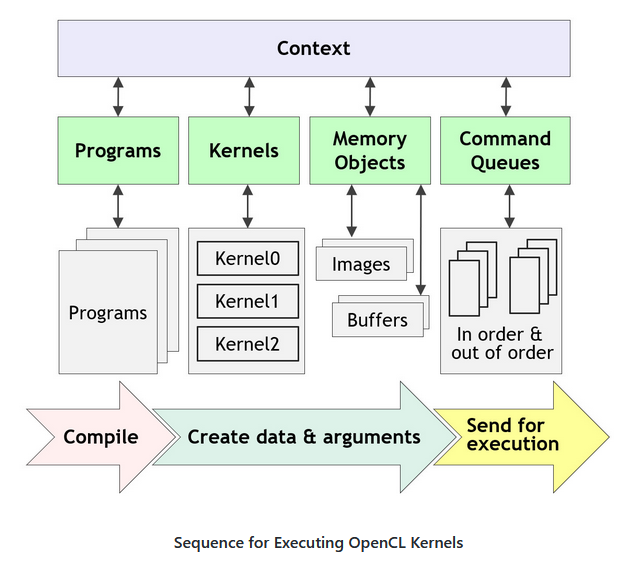 Context
Programs
Kernels
Memory
Objects
Command
Queues
Programs
Kernel0
Kernel1
Kernel2
Images
Buffers
In order &
out of order
Compile
Create data & arguments
Send for
execution
Sequence for Executing OpenCL Kernels